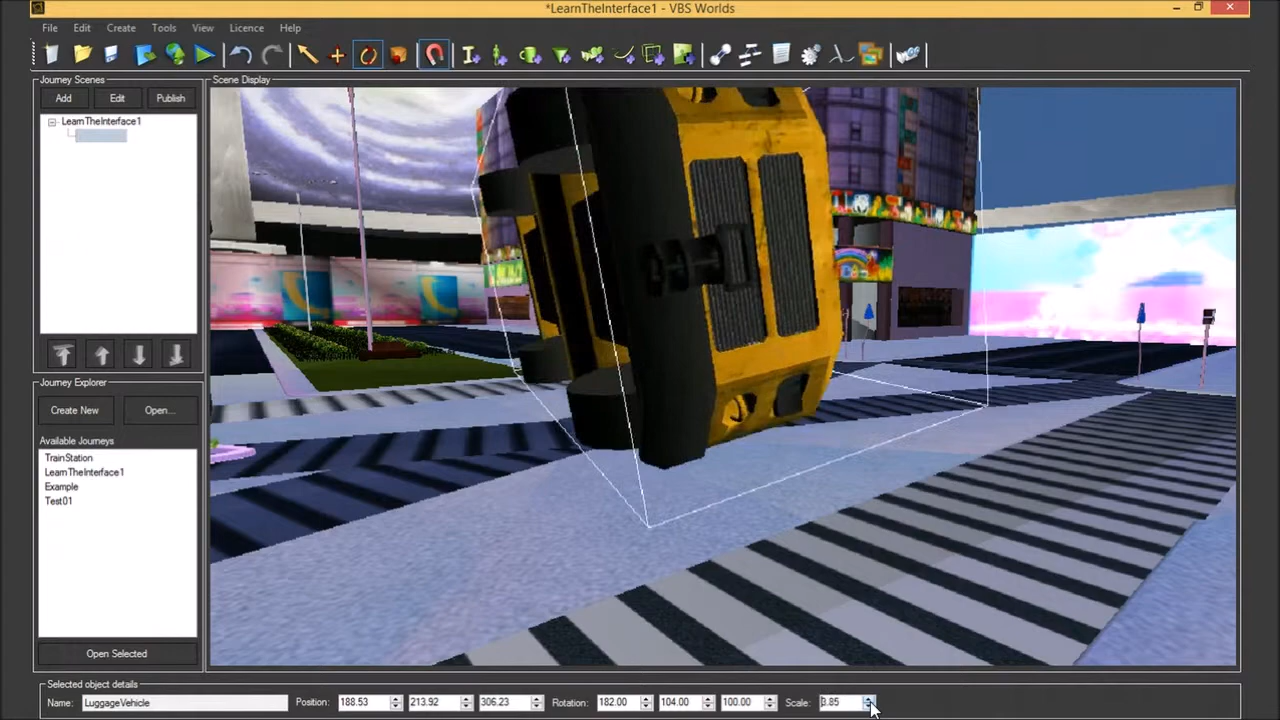 *LearnTheInterface1 - VBS Worlds
File Edit Create Tools View Licence Help
Journey Scenes
Scene Display
Add Edit Publish
LearnTheInterface1
Journey Explorer
Create New Open...
Available Journeys
TrainStation
LearnTheInterface1
Example
Test01
Open Selected
Selected object details
Name: LuggageVehicle Position: 188.53 213.92 306.23 Rotation: 182.00 104.00 100.00 Scale: 3.85